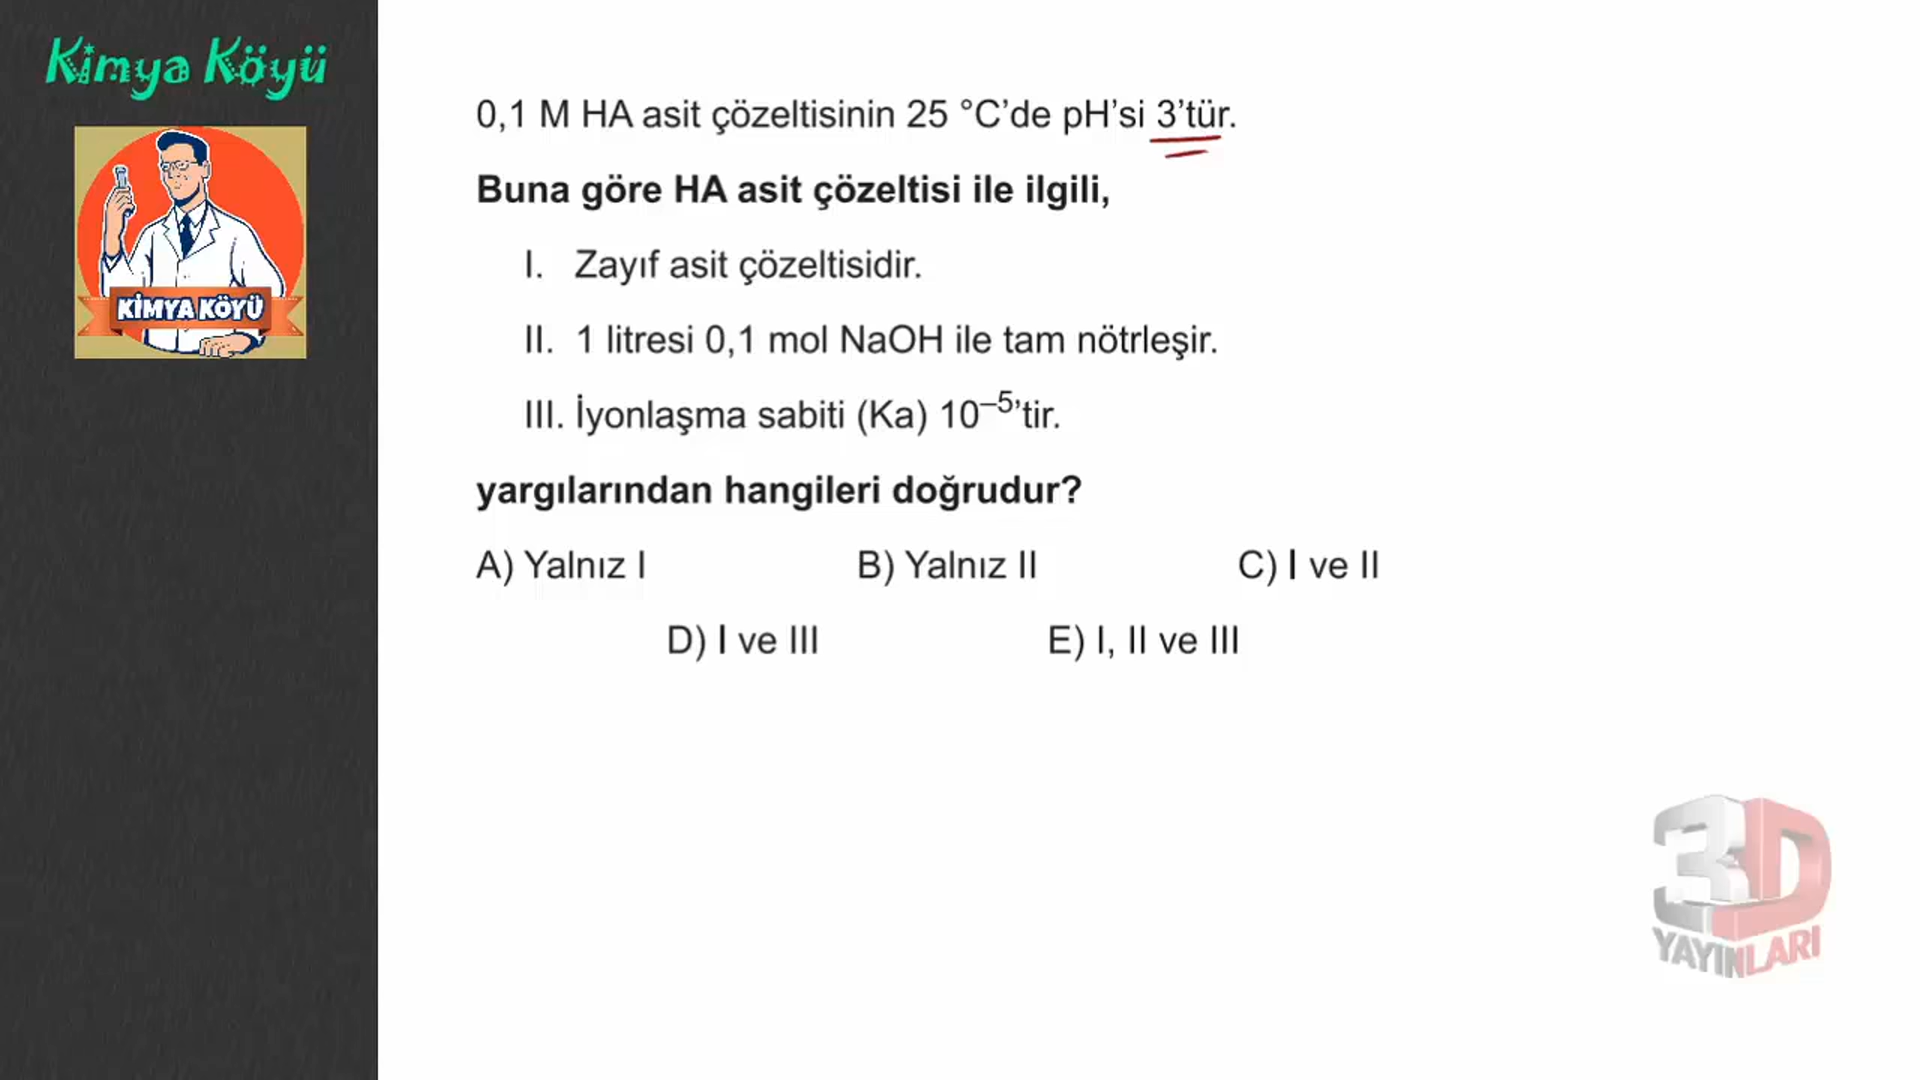 Kimya Köyü
KİMYA KÖYÜ
0,1 M HA asit çözeltisinin 25 °C’de pH’si 3’tür.
Buna göre HA asit çözeltisi ile ilgili,
I. Zayıf asit çözeltisidir.
II. 1 litresi 0,1 mol NaOH ile tam nötrleşir.
III. İyonlaşma sabiti (Ka) 10⁻⁵’tir.
yargılarından hangileri doğrudur?
A) Yalnız I B) Yalnız II C) I ve II
D) I ve III E) I, II ve III
3D
YAYINLARI